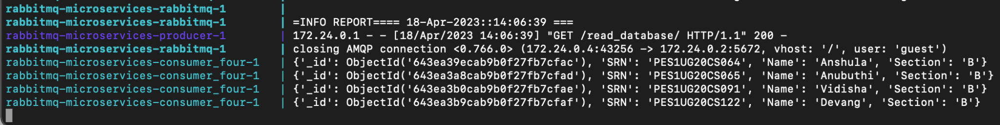 rabbitmq-microservices-rabbitmq-1 |
rabbitmq-microservices-rabbitmq-1 | =INFO REPORT==== 18-Apr-2023::14:06:39 ===
rabbitmq-microservices-producer-1 | 172.24.0.1 - - [18/Apr/2023 14:06:39] "GET /read_database/ HTTP/1.1" 200 -
rabbitmq-microservices-rabbitmq-1 | closing AMQP connection <0.766.0> (172.24.0.4:43256 -> 172.24.0.2:5672, vhost: '/', user: 'guest')
rabbitmq-microservices-consumer_four-1 | {'_id': ObjectId('643ea39ecab9b0f27fb7cfac'), 'SRN': 'PES1UG20CS064', 'Name': 'Anshula', 'Section': 'B'}
rabbitmq-microservices-consumer_four-1 | {'_id': ObjectId('643ea3a8cab9b0f27fb7cfad'), 'SRN': 'PES1UG20CS065', 'Name': 'Anubuthi', 'Section': 'B'}
rabbitmq-microservices-consumer_four-1 | {'_id': ObjectId('643ea3b0cab9b0f27fb7cfae'), 'SRN': 'PES1UG20CS091', 'Name': 'Vidisha', 'Section': 'B'}
rabbitmq-microservices-consumer_four-1 | {'_id': ObjectId('643ea3b9cab9b0f27fb7cfaf'), 'SRN': 'PES1UG20CS122', 'Name': 'Devang', 'Section': 'B'}